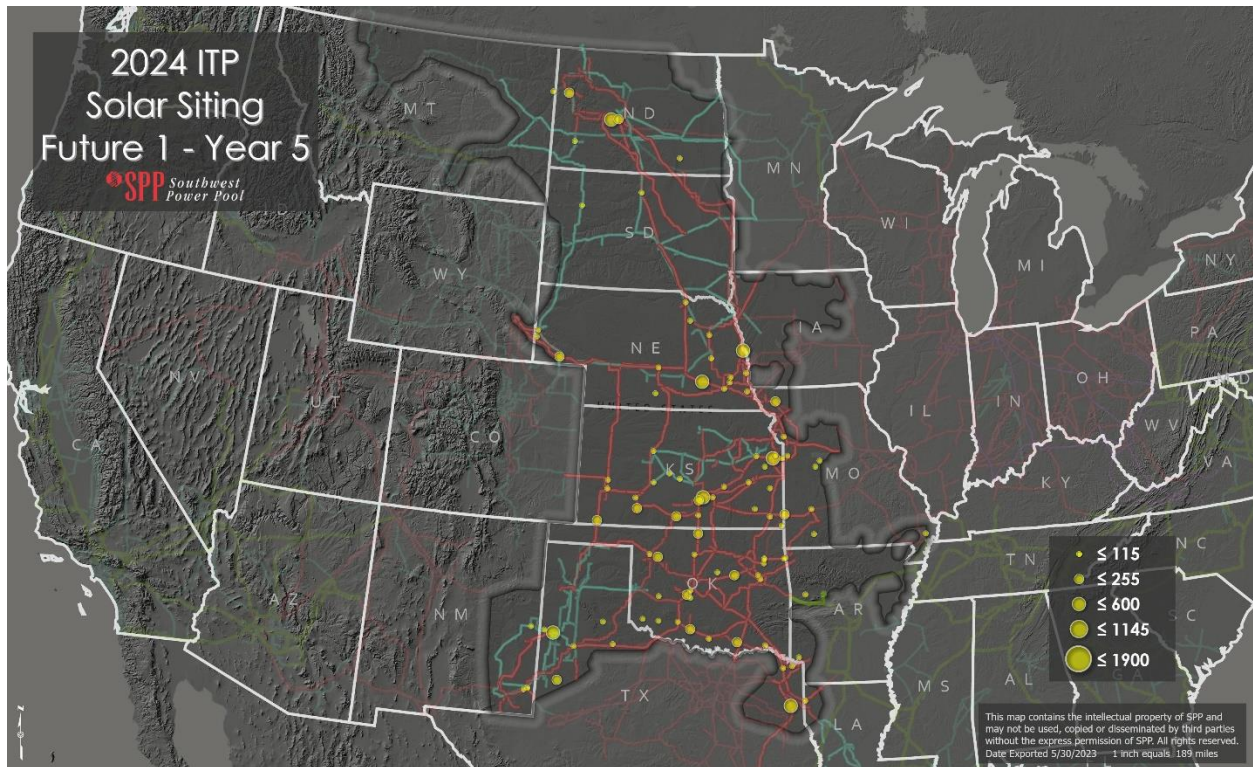 2024 ITP
Solar Siting
Future 1 - Year 5
SPP Southwest
Power Pool
MT
ND
MN
SD
WI
MI
NY
WY
IA
PA
NE
NV
UT
CO
IL
IN
OH
WV
VA
CA
KS
MO
KY
AZ
NM
OK
AR
TN
NC
SC
TX
LA
MS
AL
GA
≤ 115
≤ 255
≤ 600
≤ 1145
≤ 1900
This map contains the intellectual property of SPP and
may not be used, copied or disseminated by third parties
without the express permission of SPP. All rights reserved.
Date Exported 5/30/2023 1 inch equals 189 miles